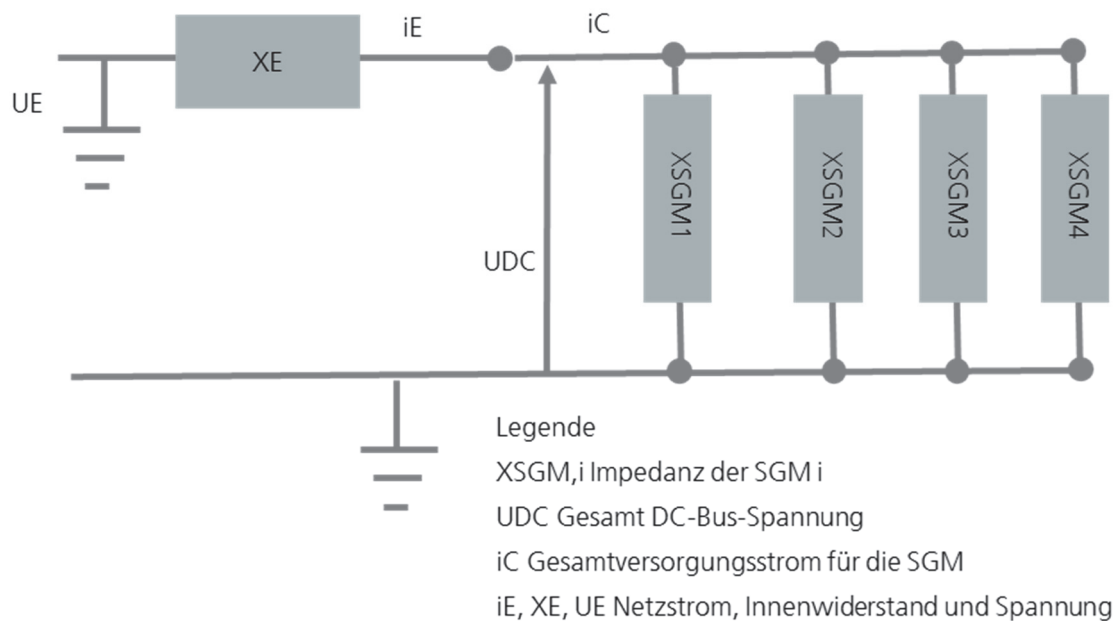 iE
iC
XE
UE
XSGM1
XSGM2
XSGM3
XSGM4
UDC
Legende
XSGM,i Impedanz der SGM i
UDC Gesamt DC-Bus-Spannung
iC Gesamtversorgungsstrom für die SGM
iE, XE, UE Netzstrom, Innenwiderstand und Spannung